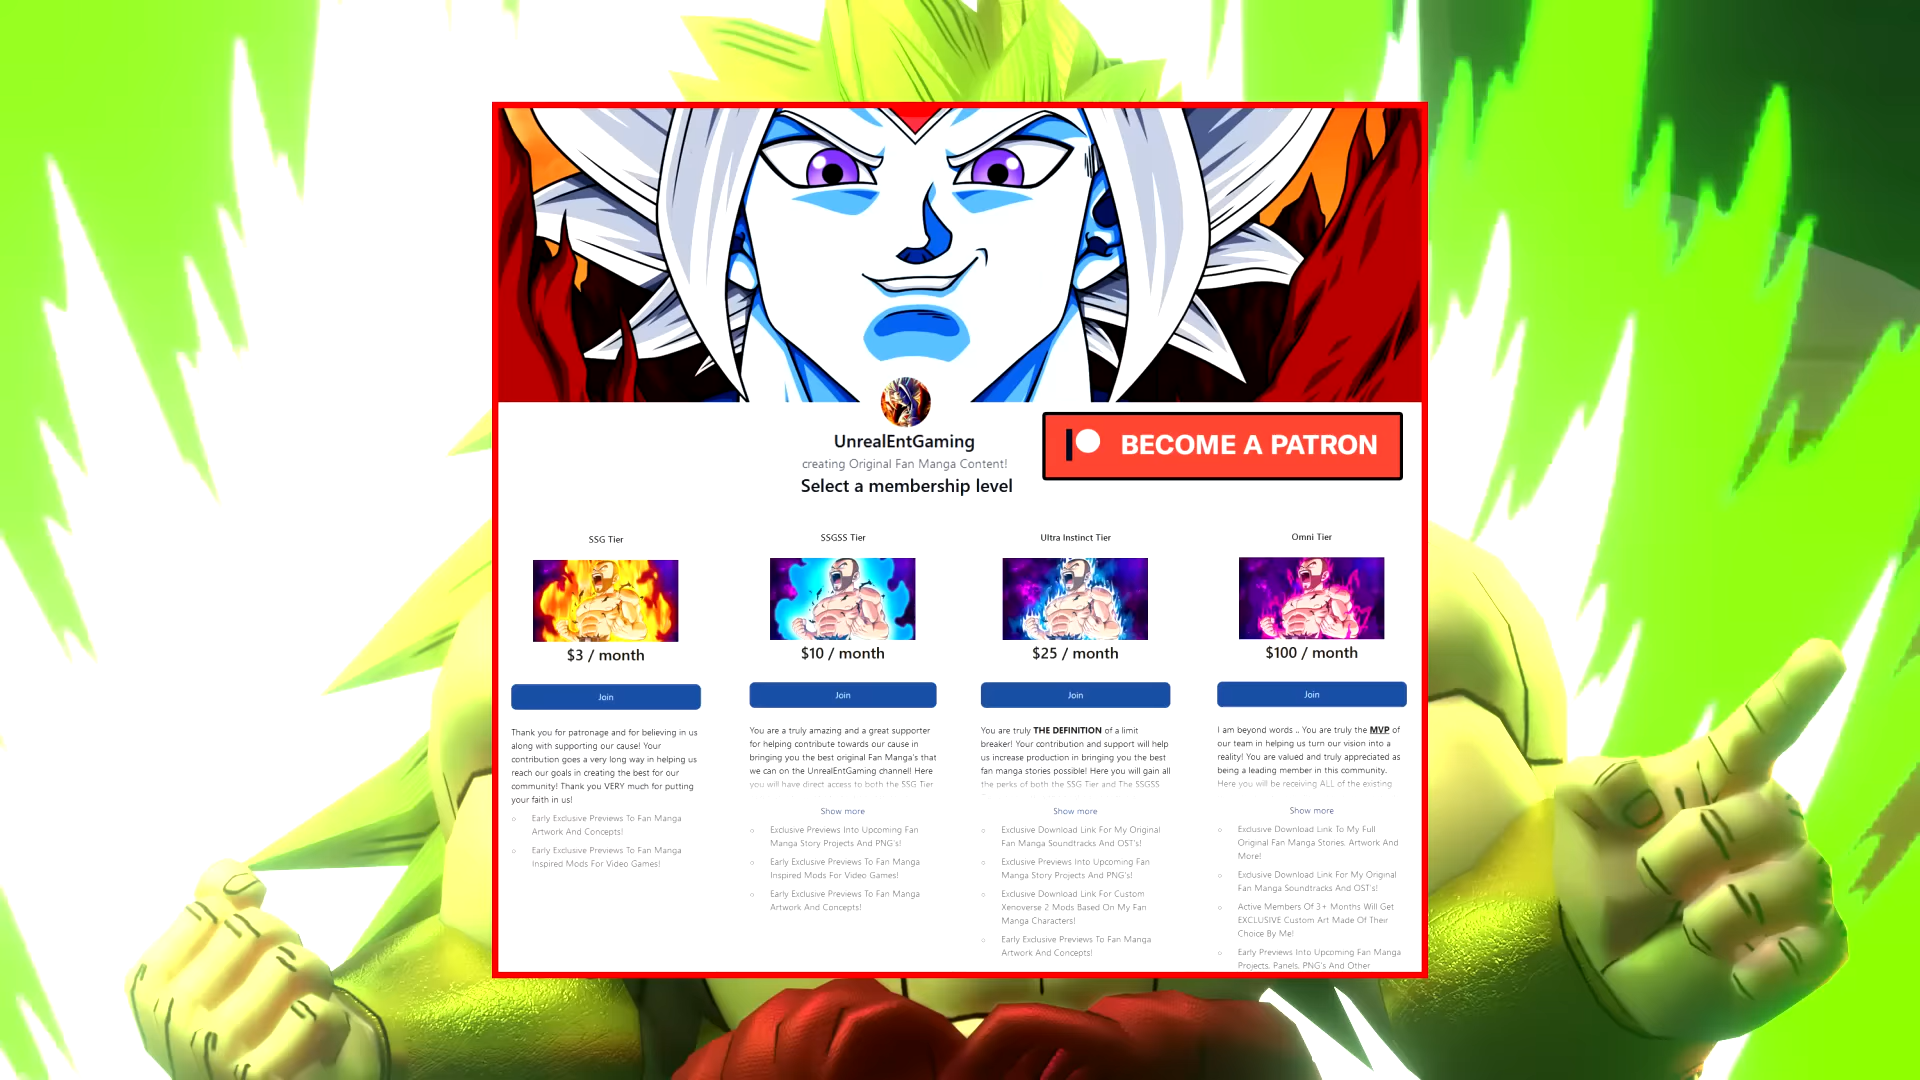 BECOME A PATRON
UnrealEntGaming
creating Original Fan Manga Content!
Select a membership level
SSG Tier
$3 / month
Join
Thank you for patronage and for believing in us
along with supporting our cause! Your
contribution goes a very long way in helping us
reach our goals in creating the best for our
community! Thank you VERY much for putting
your faith in us!
Early Exclusive Previews To Fan Manga
Artwork And Concepts!
Early Exclusive Previews To Fan Manga
Inspired Mods For Video Games!
SSGSS Tier
$10 / month
Join
You are a truly amazing and a great supporter
for helping contribute towards our cause in
bringing you the best original Fan Manga's that
we can on the UnrealEntGaming channel! Here
you will have direct access to both the SSG Tier
Show more
Exclusive Previews Into Upcoming Fan
Manga Story Projects And PNG's!
Early Exclusive Previews To Fan Manga
Inspired Mods For Video Games!
Early Exclusive Previews To Fan Manga
Artwork And Concepts!
Ultra Instinct Tier
$25 / month
Join
You are truly THE DEFINITION of a limit
breaker! Your contribution and support will help
us increase production in bringing you the best
fan manga stories possible! Here you will gain all
the perks of both the SSG Tier and The SSGSS
Show more
Exclusive Download Link For My Original
Fan Manga Soundtracks And OST's!
Exclusive Previews Into Upcoming Fan
Manga Story Projects And PNG's!
Exclusive Download Link For Custom
Xenoverse 2 Mods Based On My Fan
Manga Characters!
Early Exclusive Previews To Fan Manga
Artwork And Concepts!
Omni Tier
$100 / month
Join
I am beyond words .. You are truly the MVP of
our team in helping us turn our vision into a
reality! You are valued and truly appreciated as
being a leading member in this community.
Here you will be receiving ALL of the existing
Show more
Exclusive Download Link To My Full
Original Fan Manga Stories, Artwork And
More!
Exclusive Download Link For My Original
Fan Manga Soundtracks And OST's!
Active Members Of 3+ Months Will Get
EXCLUSIVE Custom Art Made Of Their
Choice By Me!
Early Previews Into Upcoming Fan Manga
Projects, Panels, PNG's And Other